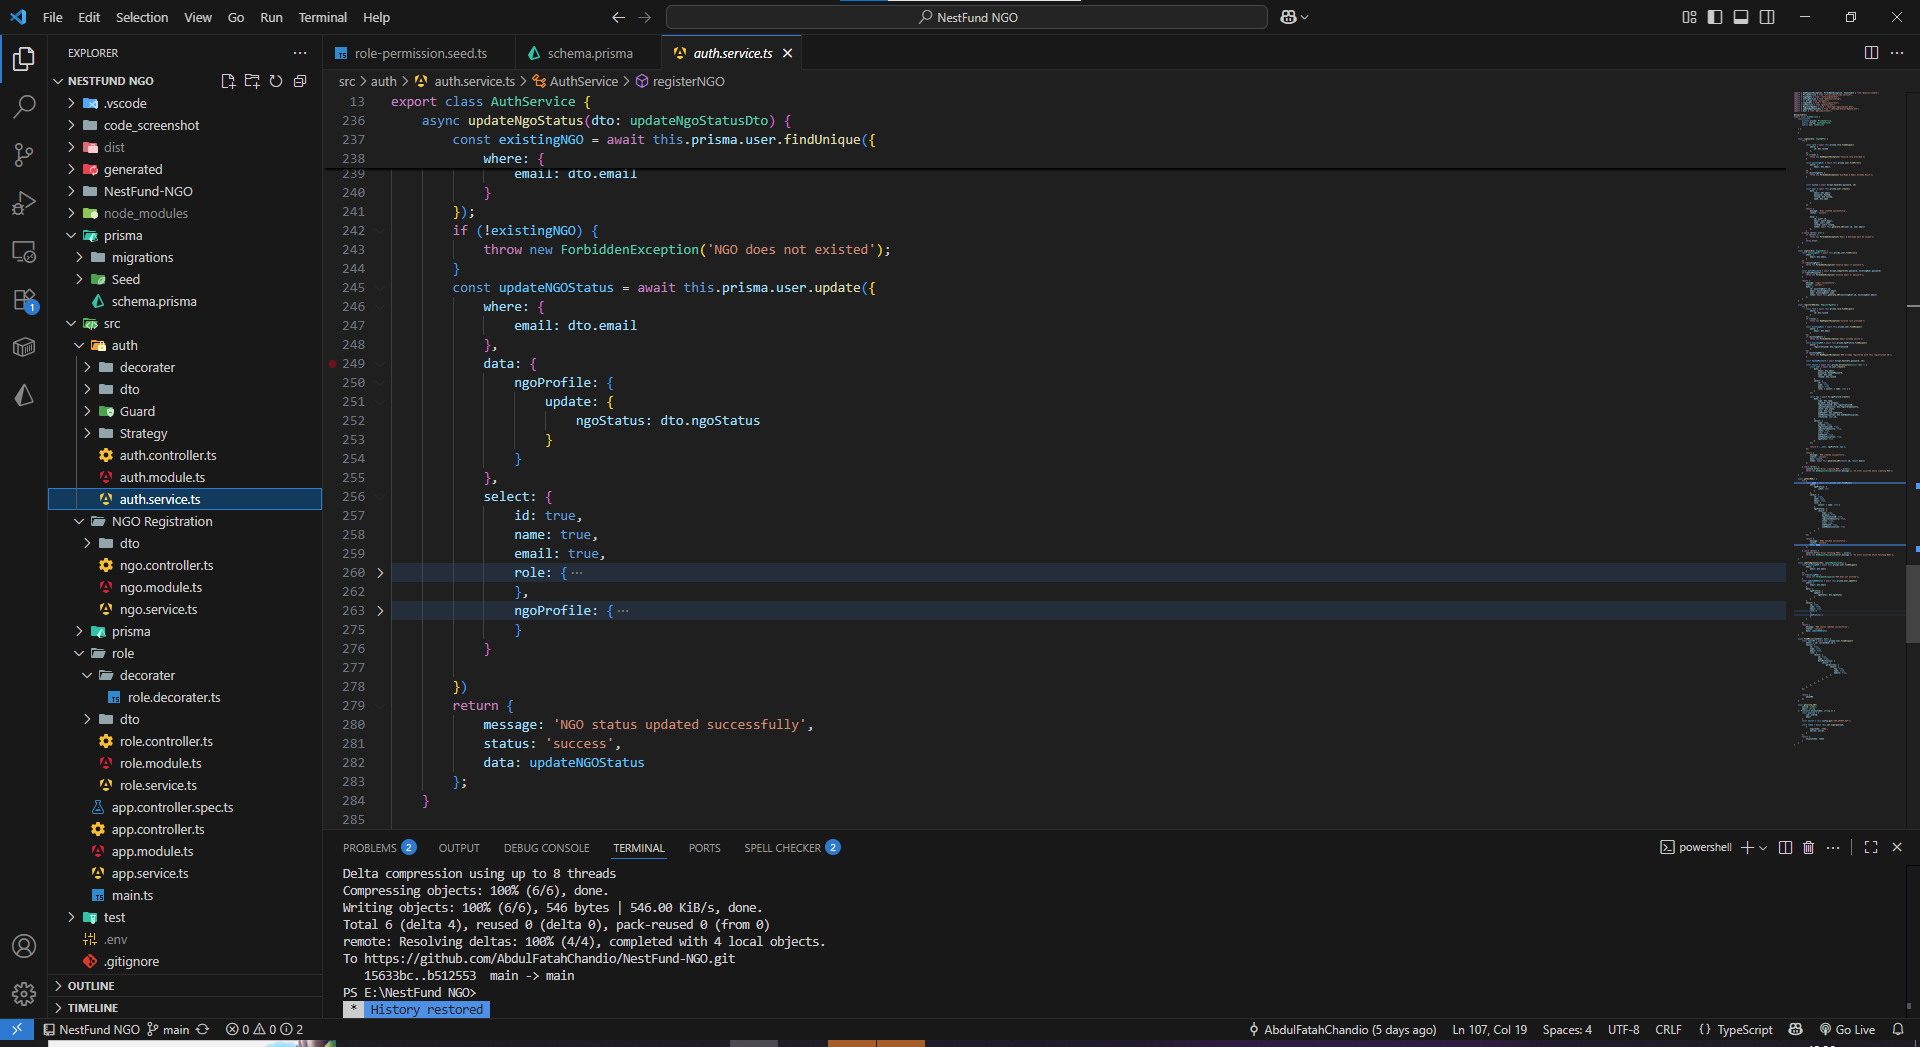 File Edit Selection View Go Run Terminal Help
NestFund NGO
EXPLORER
NESTFUND NGO
.vscode
code_screenshot
dist
generated
NestFund-NGO
node_modules
prisma
migrations
Seed
schema.prisma
src
auth
decorater
dto
Guard
Strategy
auth.controller.ts
auth.module.ts
auth.service.ts
NGO Registration
dto
ngo.controller.ts
ngo.module.ts
ngo.service.ts
prisma
role
decorater
role.decorater.ts
dto
role.controller.ts
role.module.ts
role.service.ts
app.controller.spec.ts
app.controller.ts
app.module.ts
app.service.ts
main.ts
test
.env
.gitignore
OUTLINE
TIMELINE
1
role-permission.seed.ts schema.prisma auth.service.ts
src > auth > auth.service.ts > AuthService > registerNGO
13 export class AuthService {
236 async updateNgoStatus(dto: updateNgoStatusDto) {
237 const existingNGO = await this.prisma.user.findUnique({
238 where: {
239 email: dto.email
240 }
241 });
242 if (!existingNGO) {
243 throw new ForbiddenException('NGO does not existed');
244 }
245 const updateNGOStatus = await this.prisma.user.update({
246 where: {
247 email: dto.email
248 },
249 data: {
250 ngoProfile: {
251 update: {
252 ngoStatus: dto.ngoStatus
253 }
254 }
255 },
256 select: {
257 id: true,
258 name: true,
259 email: true,
260 role: { ⋯
262 },
263 ngoProfile: { ⋯
275 }
276 }
277
278 })
279 return {
280 message: 'NGO status updated successfully',
281 status: 'success',
282 data: updateNGOStatus
283 };
284 }
285
PROBLEMS 2 OUTPUT DEBUG CONSOLE TERMINAL PORTS SPELL CHECKER 2
powershell
Delta compression using up to 8 threads
Compressing objects: 100% (6/6), done.
Writing objects: 100% (6/6), 546 bytes | 546.00 KiB/s, done.
Total 6 (delta 4), reused 0 (delta 0), pack-reused 0 (from 0)
remote: Resolving deltas: 100% (4/4), completed with 4 local objects.
To https://github.com/AbdulFatahChandio/NestFund-NGO.git
15633bc..b512553 main -> main
PS E:\NestFund NGO>
* History restored
NestFund NGO main 0 0 2
AbdulFatahChandio (5 days ago) Ln 107, Col 19 Spaces: 4 UTF-8 CRLF {} TypeScript Go Live